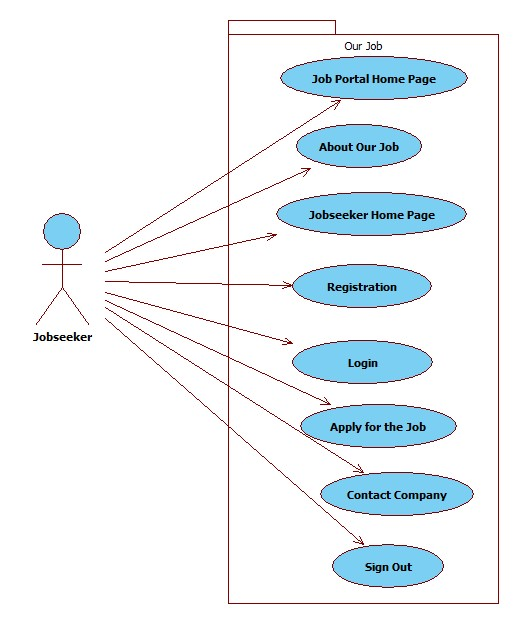 Our Job
Job Portal Home Page
About Our Job
Jobseeker Home Page
Registration
Jobseeker
Login
Apply for the Job
Contact Company
Sign Out